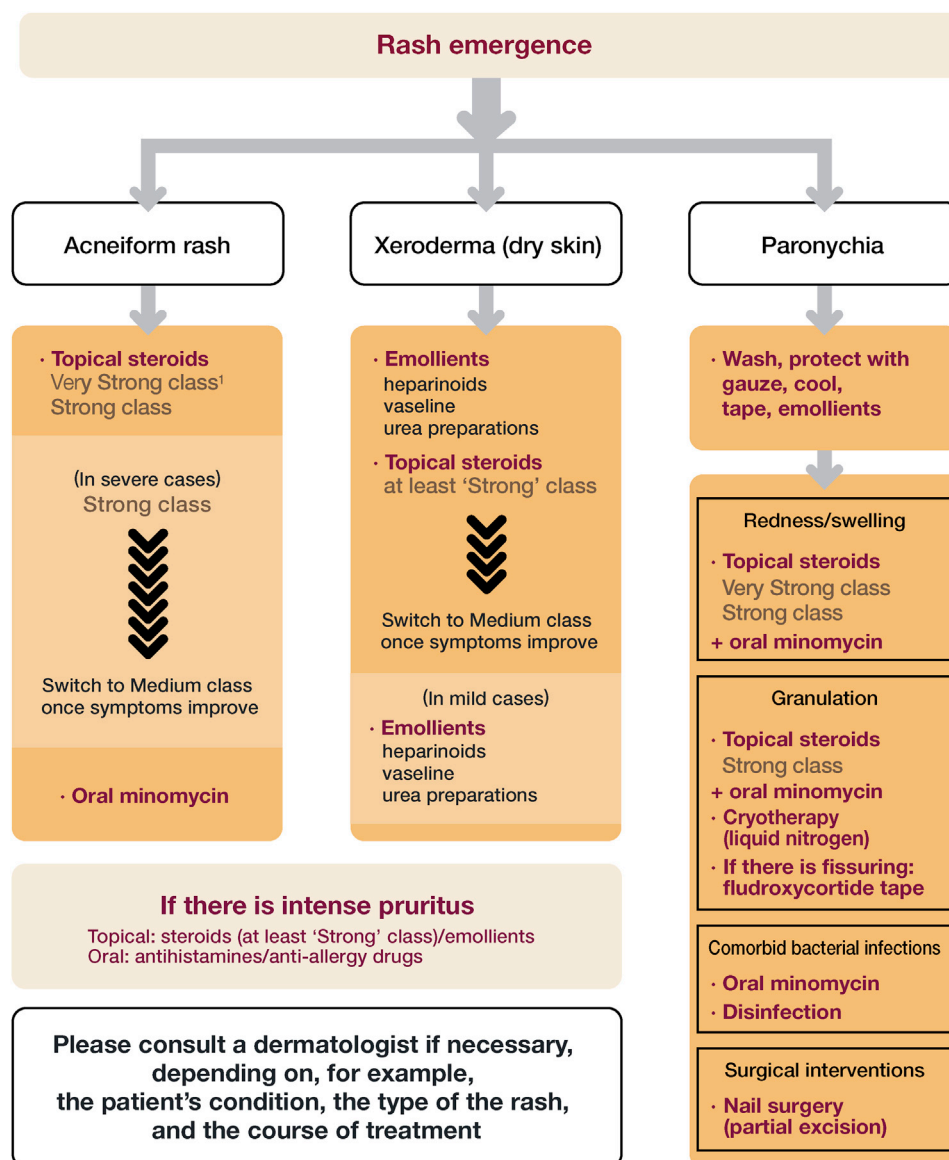 Rash emergence
Acneiform rash
· Topical steroids
Very Strong class¹
Strong class
(In severe cases)
Strong class
Switch to Medium class
once symptoms improve
· Oral minomycin
Xeroderma (dry skin)
· Emollients
heparinoids
vaseline
urea preparations
· Topical steroids
at least ‘Strong’ class
Switch to Medium class
once symptoms improve
(In mild cases)
· Emollients
heparinoids
vaseline
urea preparations
Paronychia
· Wash, protect with
gauze, cool,
tape, emollients
Redness/swelling
· Topical steroids
Very Strong class
Strong class
+ oral minomycin
Granulation
· Topical steroids
Strong class
+ oral minomycin
· Cryotherapy
(liquid nitrogen)
· If there is fissuring:
fludroxycortide tape
Comorbid bacterial infections
· Oral minomycin
· Disinfection
Surgical interventions
· Nail surgery
(partial excision)
If there is intense pruritus
Topical: steroids (at least ‘Strong’ class)/emollients
Oral: antihistamines/anti-allergy drugs
Please consult a dermatologist if necessary,
depending on, for example,
the patient’s condition, the type of the rash,
and the course of treatment